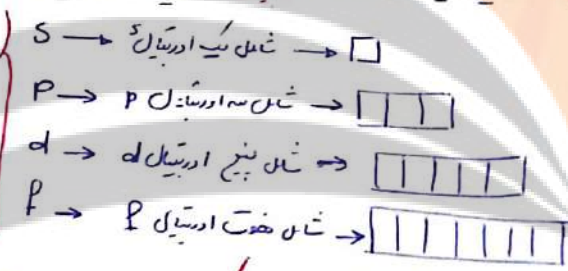 S → شامل یک اوربیتال s →
P → شامل سه اوربیتال p →
d → شامل پنج اوربیتال d →
f → شامل هفت اوربیتال f →